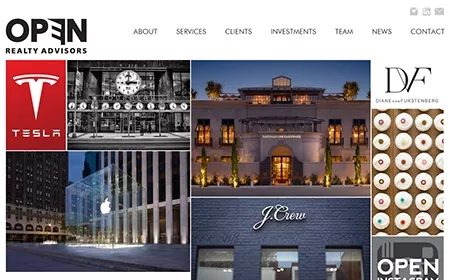 OPEN
REALTY ADVISORS
ABOUT
SERVICES
CLIENTS
INVESTMENTS
TEAM
NEWS
CONTACT
TESLA
DVF
DIANE VON FURSTENBERG
J.Crew
OPEN
INSTAGRAM